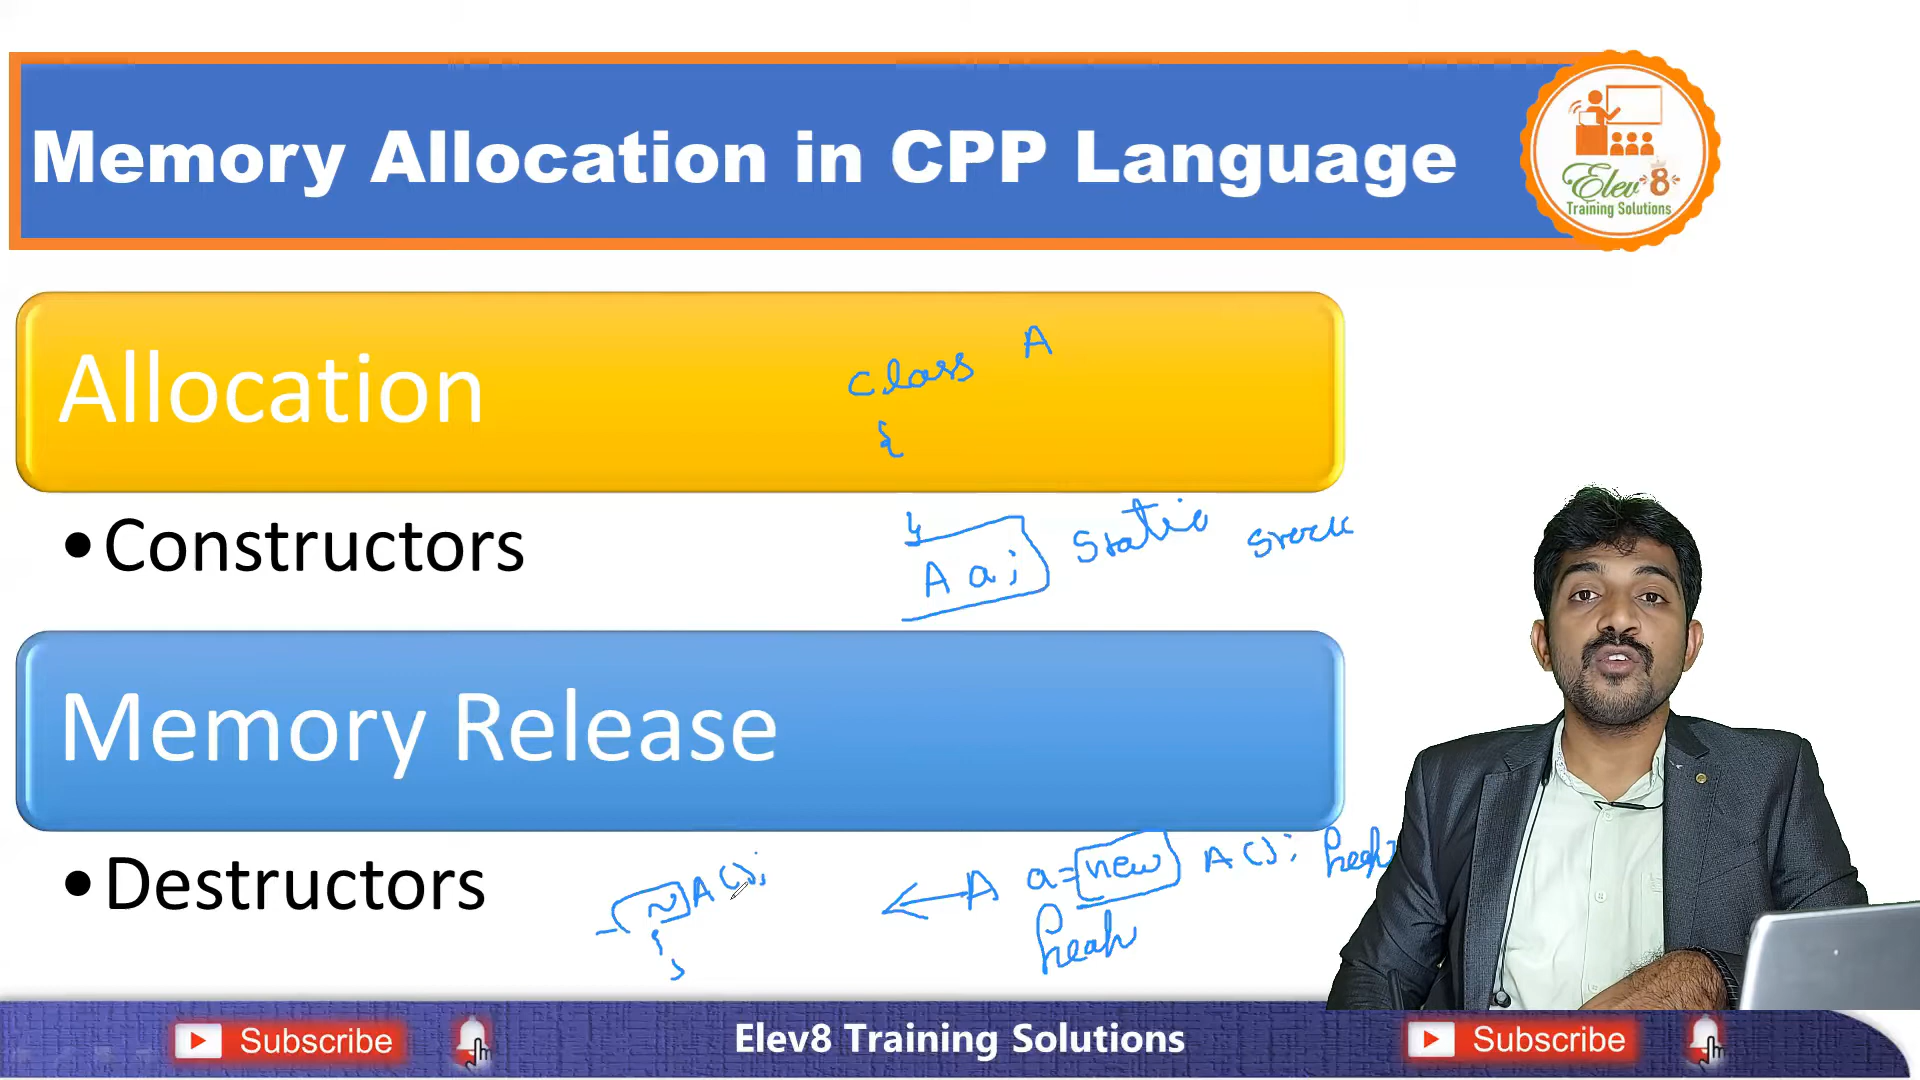 Memory Allocation in CPP Language
Elev8
Training Solutions
Allocation
class A
{
• Constructors
}
A a; static
Memory Release
• Destructors
~A();
{
}
A a = new A(); heap
heap
Subscribe
Elev8 Training Solutions
Subscribe